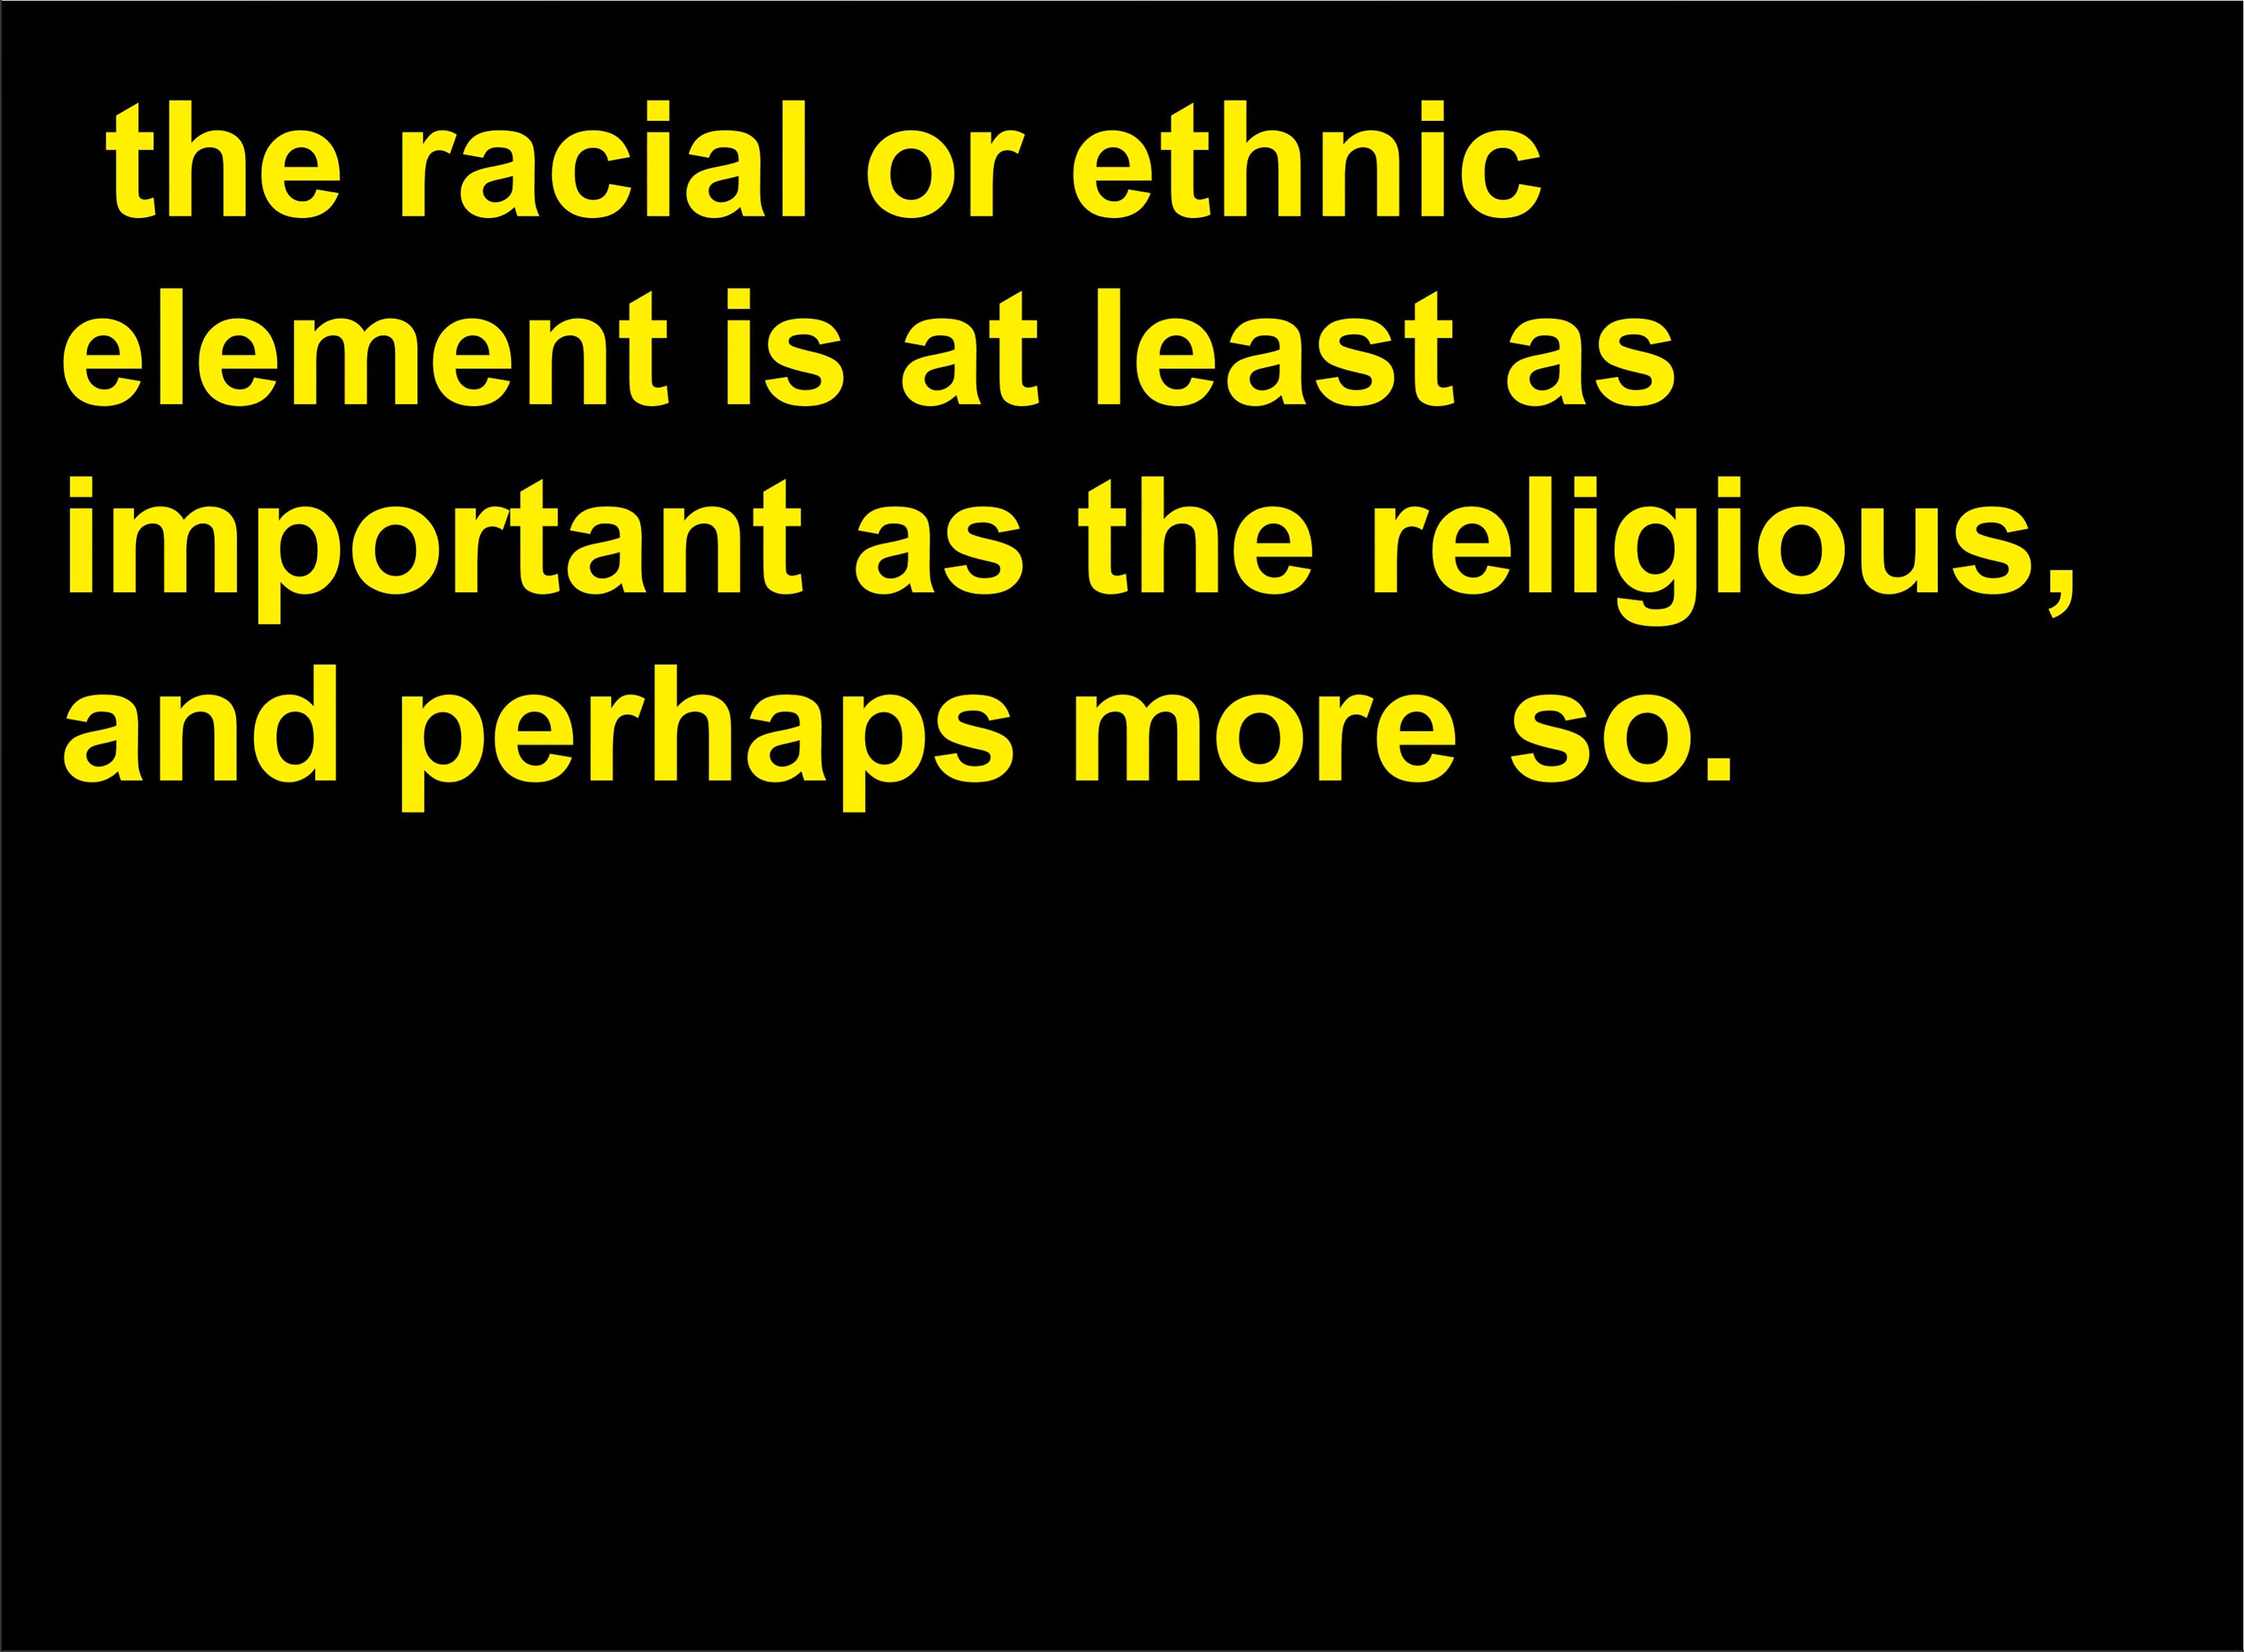 the racial or ethnic
element is at least as
important as the religious,
and perhaps more so.